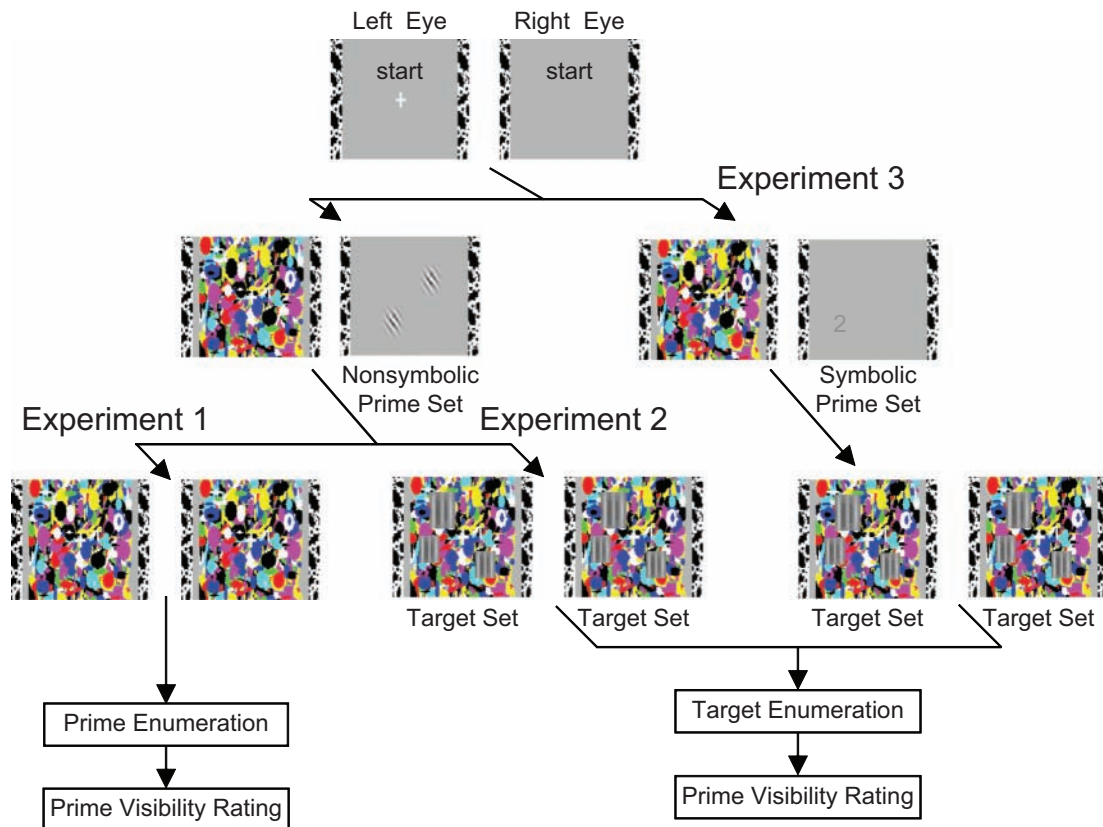 Left Eye Right Eye
start start
Experiment 3
2
Nonsymbolic
Prime Set
Symbolic
Prime Set
Experiment 1 Experiment 2
Target Set Target Set Target Set Target Set
Prime Enumeration
Target Enumeration
Prime Visibility Rating
Prime Visibility Rating